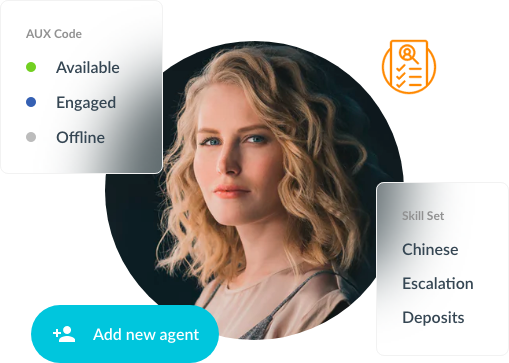 AUX Code
Available
Engaged
Offline
Skill Set
Chinese
Escalation
Deposits
Add new agent